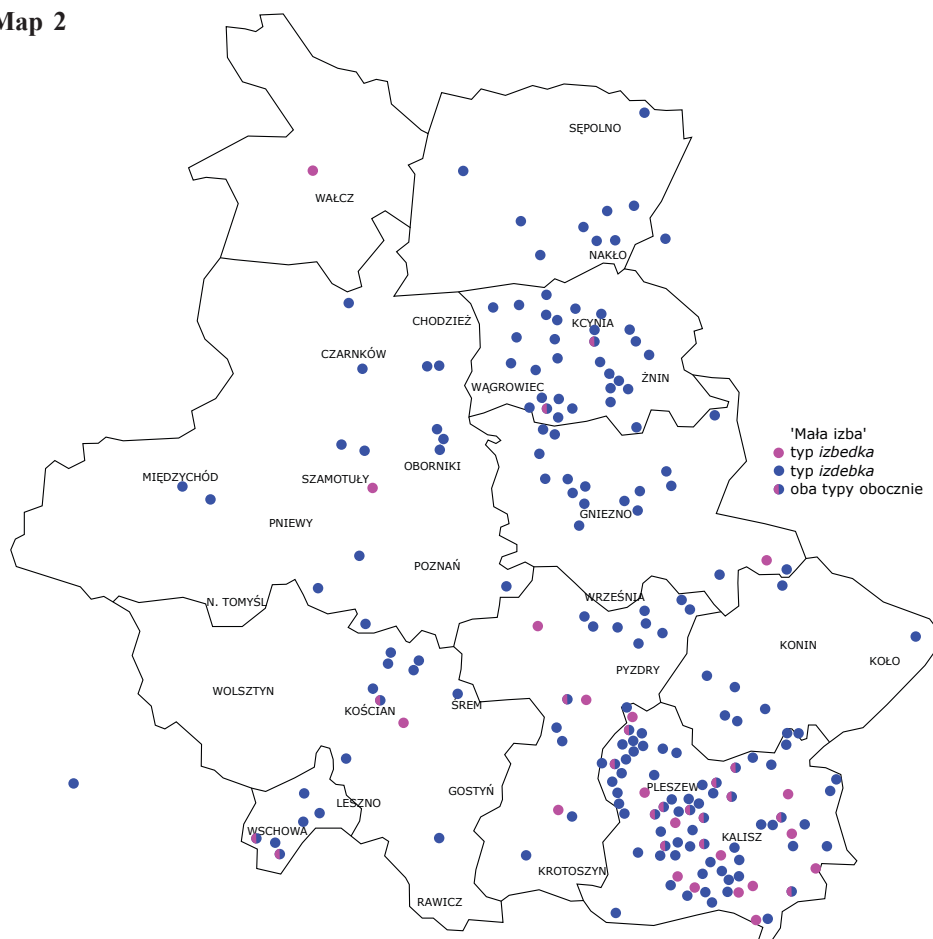 Map 2
SĘPOLNO
WAŁCZ
NAKŁO
CHODZIEŻ
KCYNIA
CZARNKÓW
ŻNIN
WĄGROWIEC
'Mała izba'
typ izbedka
typ izdebka
oba typy obocznie
OBORNIKI
MIĘDZYCHÓD
SZAMOTUŁY
GNIEZNO
PNIEWY
POZNAŃ
WRZEŚNIA
N. TOMYŚL
KONIN
KOŁO
PYZDRY
WOLSZTYN
ŚREM
KOŚCIAN
PLESZEW
GOSTYŃ
LESZNO
WSCHOWA
KALISZ
KROTOSZYN
RAWICZ